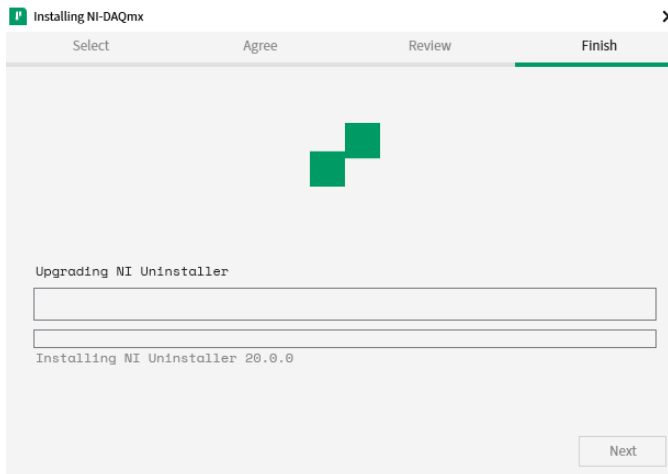 Installing NI-DAQmx
Select Agree Review Finish
Upgrading NI Uninstaller
Installing NI Uninstaller 20.0.0
Next